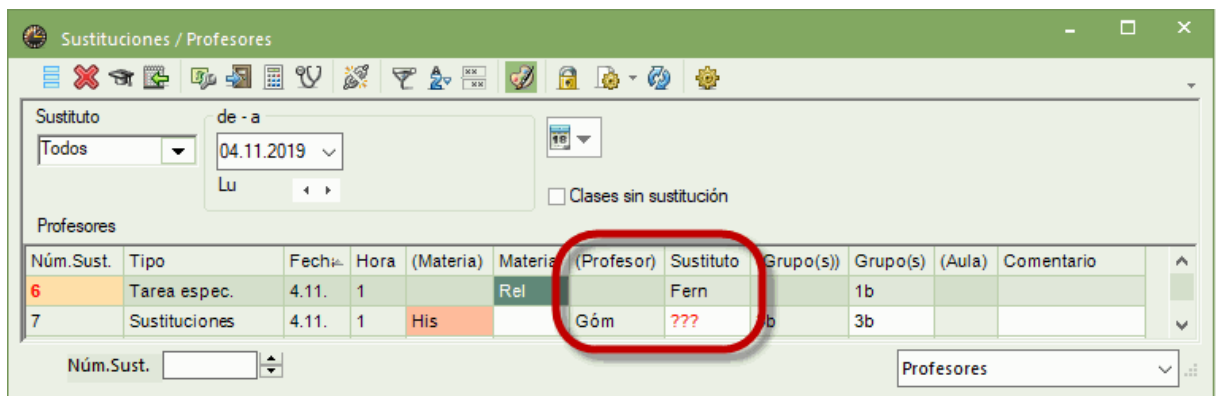 Sustituciones / Profesores
Sustituto de - a
Todos 04.11.2019 18
Lu Clases sin sustitución
Profesores
Núm.Sust. Tipo Fech Hora (Materia) Materia (Profesor) Sustituto Grupo(s)) Grupo(s) (Aula) Comentario
6 Tarea espec. 4.11. 1 Rel Fern 1b
7 Sustituciones 4.11. 1 His Góm ??? 3b
Núm.Sust. Profesores